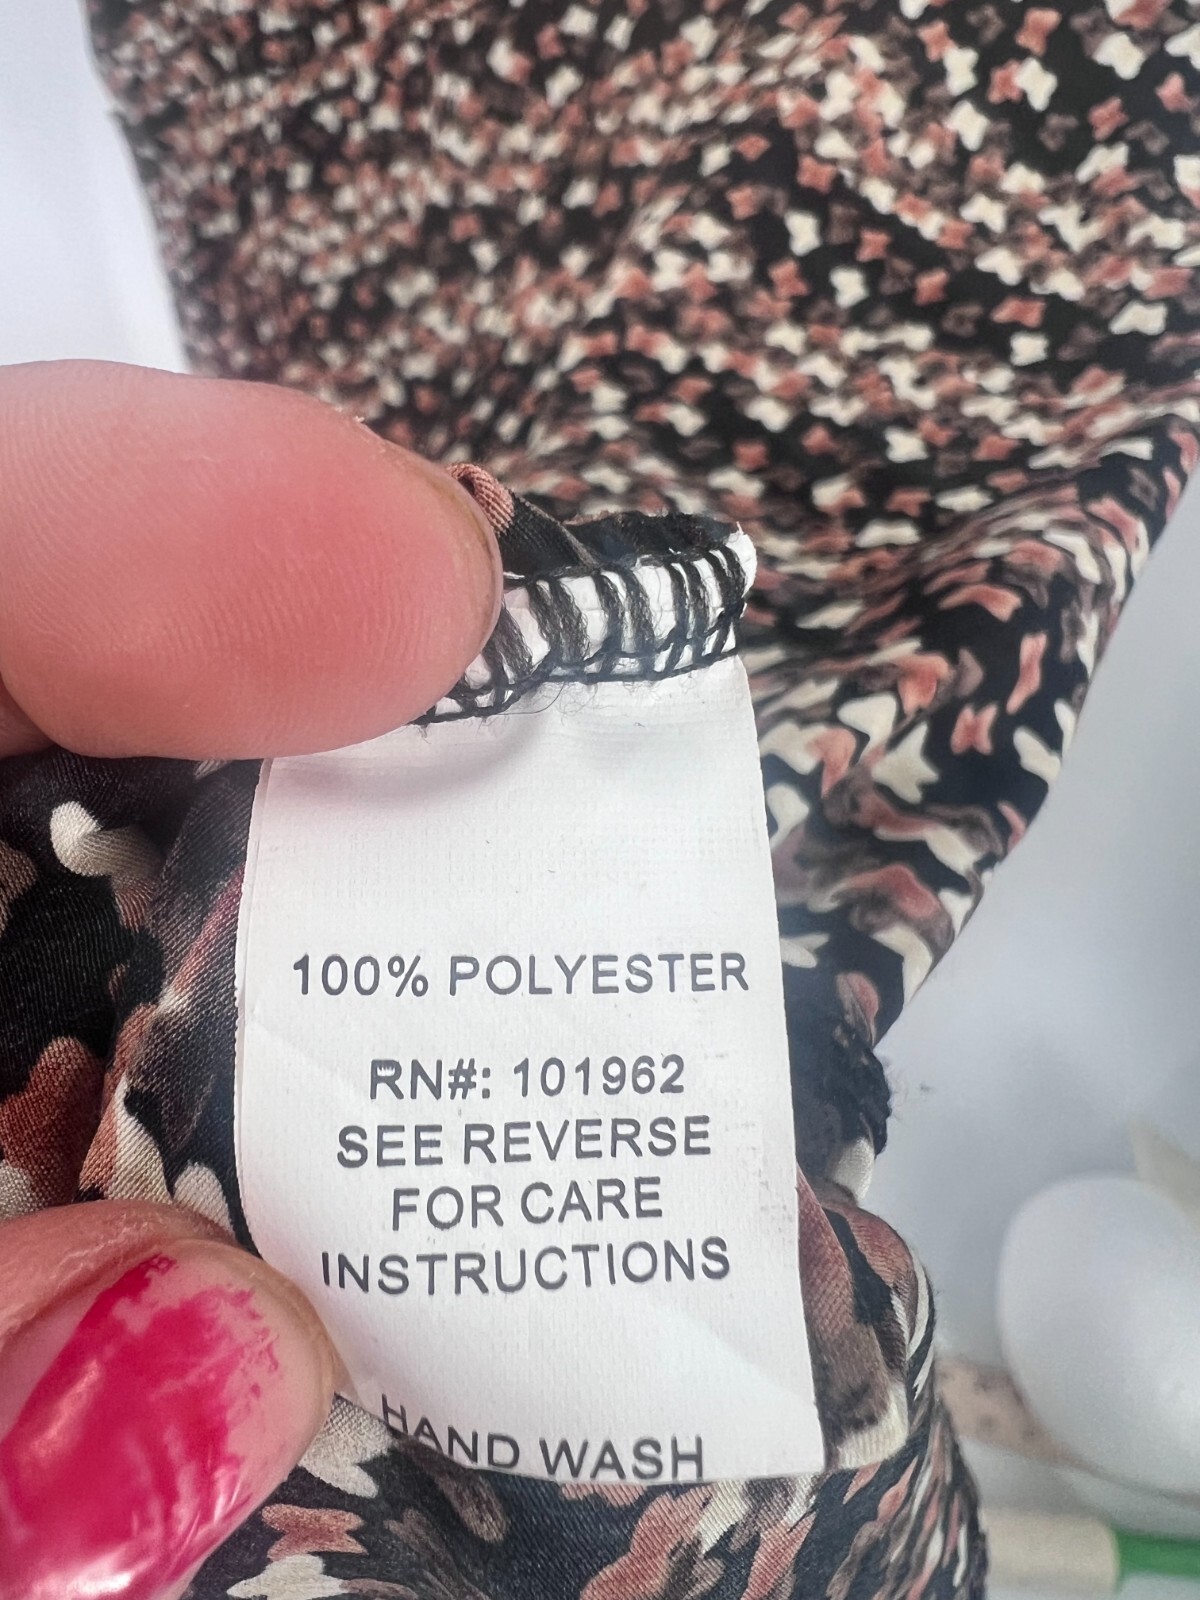 100% POLYESTER
RN#: 101962
SEE REVERSE
FOR CARE
INSTRUCTIONS
HAND WASH